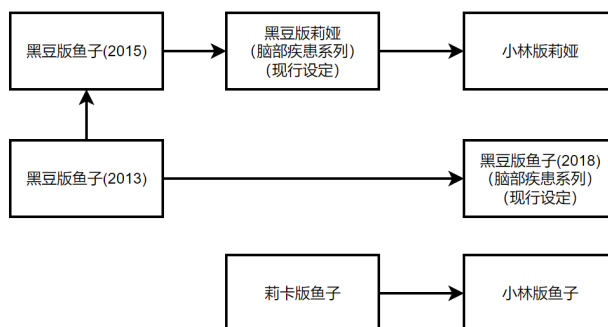 黑豆版鱼子(2015)
黑豆版莉娅
（脑部疾患系列）
（现行设定）
小林版莉娅
黑豆版鱼子(2013)
黑豆版鱼子(2018)
（脑部疾患系列）
（现行设定）
莉卡版鱼子
小林版鱼子